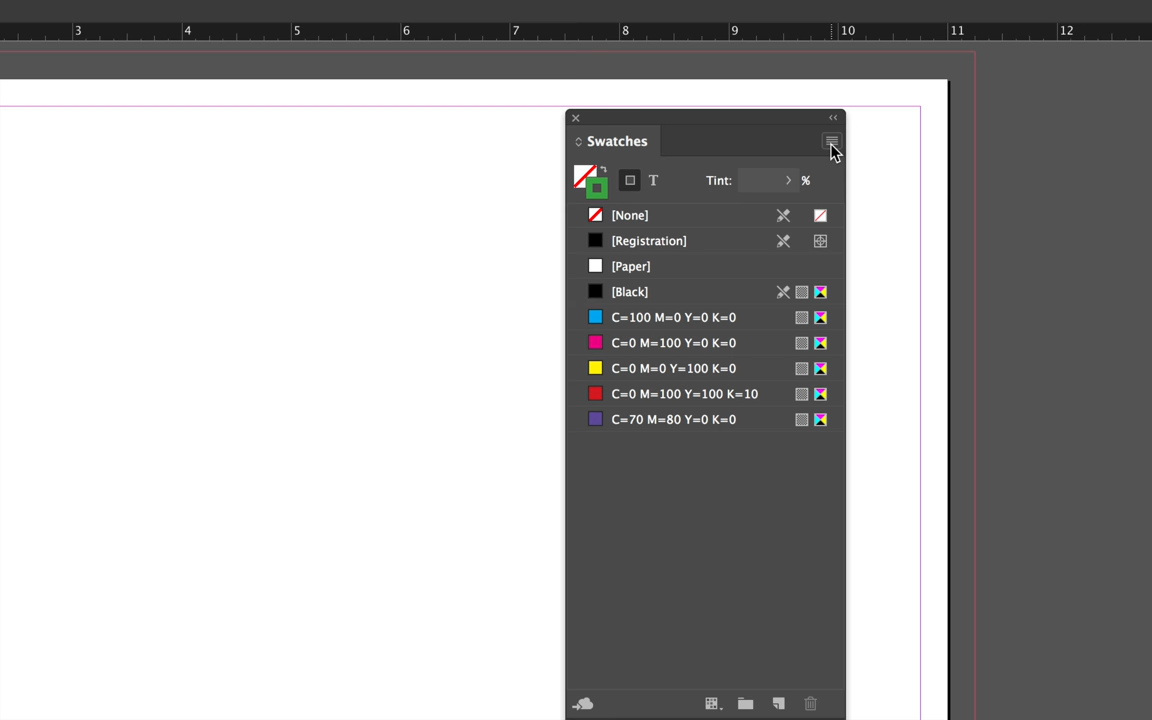 3 4 5 6 7 8 9 10 11 12
Swatches
T Tint: %
[None]
[Registration]
[Paper]
[Black]
C=100 M=0 Y=0 K=0
C=0 M=100 Y=0 K=0
C=0 M=0 Y=100 K=0
C=0 M=100 Y=100 K=10
C=70 M=80 Y=0 K=0